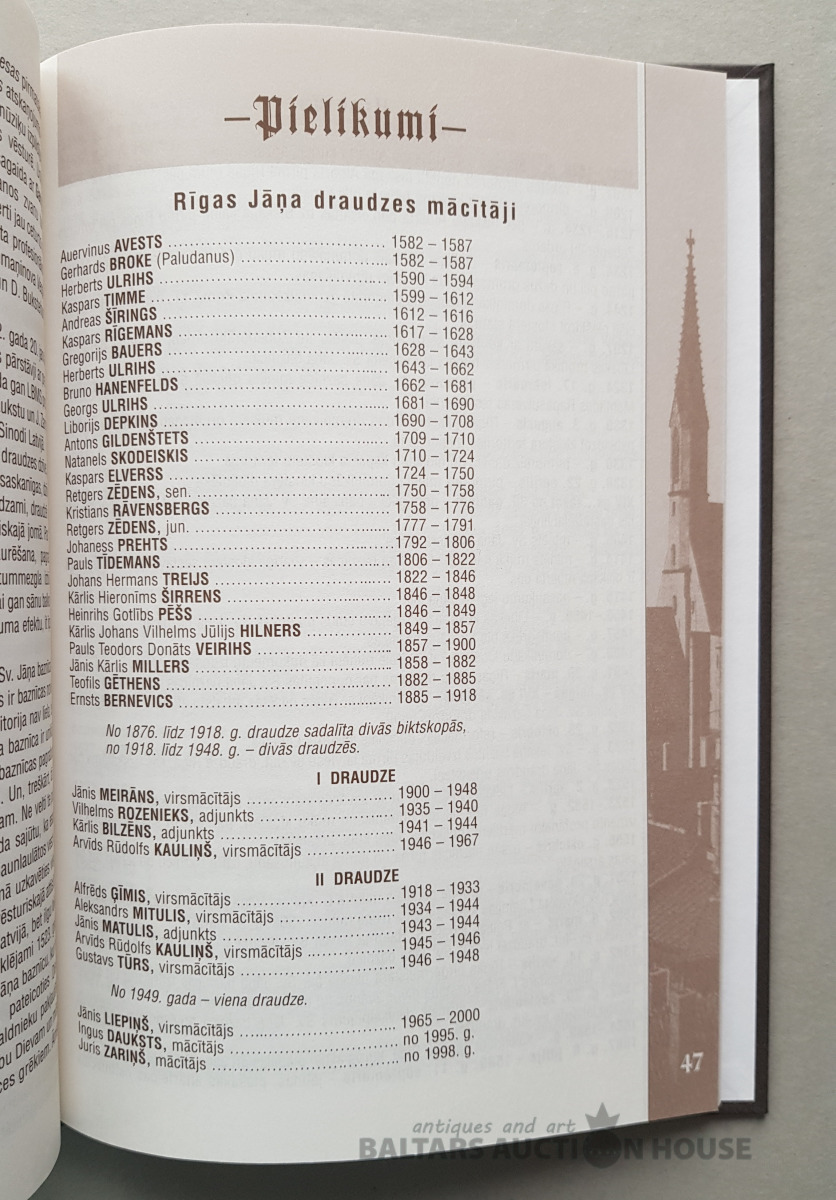 –Pielikumi–
Rīgas Jāņa draudzes mācītāji
Auervinus AVESTS ........................................ 1582 – 1587
Gerhards BROKE (Paludanus) ........................... 1582 – 1587
Herberts ULRIHS ........................................ 1590 – 1594
Kaspars TIMME ........................................ 1599 – 1612
Andreas ŠĪRINGS ........................................ 1612 – 1616
Kaspars RĪGEMANS ........................................ 1617 – 1628
Gregorijs BAUERS ........................................ 1628 – 1643
Herberts ULRIHS ........................................ 1643 – 1662
Bruno HANENFELDS ........................................ 1662 – 1681
Georgs ULRIHS ........................................ 1681 – 1690
Liborijs DEPKINS ........................................ 1690 – 1708
Antons GILDENŠTETS ..................................... 1709 – 1710
Natanels SKODEISKIS ..................................... 1710 – 1724
Kaspars ELVERSS ........................................ 1724 – 1750
Retgers ZĒDENS, sen. ..................................... 1750 – 1758
Kristians RĀVENSBERGS .................................. 1758 – 1776
Retgers ZĒDENS, jun. ..................................... 1777 – 1791
Johaness PREHTS ........................................ 1792 – 1806
Pauls TĪDEMANS ........................................ 1806 – 1822
Johans Hermans TREIJS .................................. 1822 – 1846
Kārlis Hieronīms ŠIRRENS ............................... 1846 – 1848
Heinrihs Gotlībs PĒŠS ..................................... 1846 – 1849
Kārlis Johans Vilhelms Jūlijs HILNERS ............... 1849 – 1857
Pauls Teodors Donāts VEIRIHS ........................ 1857 – 1900
Jānis Kārlis MILLERS ..................................... 1858 – 1882
Teofils GĒTHENS ........................................ 1882 – 1885
Ernsts BERNEVICS ........................................ 1885 – 1918
No 1876. līdz 1918. g. draudze sadalīta divās biktskopās,
no 1918. līdz 1948. g. – divās draudzēs.
I DRAUDZE
Jānis MEIRĀNS, virsmācītājs ........................... 1900 – 1948
Vilhelms ROZENIEKS, adjunkts ........................ 1935 – 1940
Kārlis BILZĒNS, adjunkts ............................... 1941 – 1944
Arvīds Rūdolfs KAULIŅŠ, virsmācītājs ............... 1946 – 1967
II DRAUDZE
Alfrēds ĢĪMIS, virsmācītājs ........................... 1918 – 1933
Aleksandrs MITULIS, virsmācītājs ..................... 1934 – 1944
Jānis MATULIS, adjunkts ............................... 1943 – 1944
Arvīds Rūdolfs KAULIŅŠ, virsmācītājs ............... 1945 – 1946
Gustavs TŪRS, virsmācītājs ........................... 1946 – 1948
No 1949. gada – viena draudze.
Jānis LIEPIŅŠ, virsmācītājs ........................... 1965 – 2000
Ingus DAUKSTS, mācītājs ............................... no 1995. g.
Juris ZARIŅŠ, mācītājs .................................. no 1998. g.
47
antiques and art
BALTARS AUCTION HOUSE